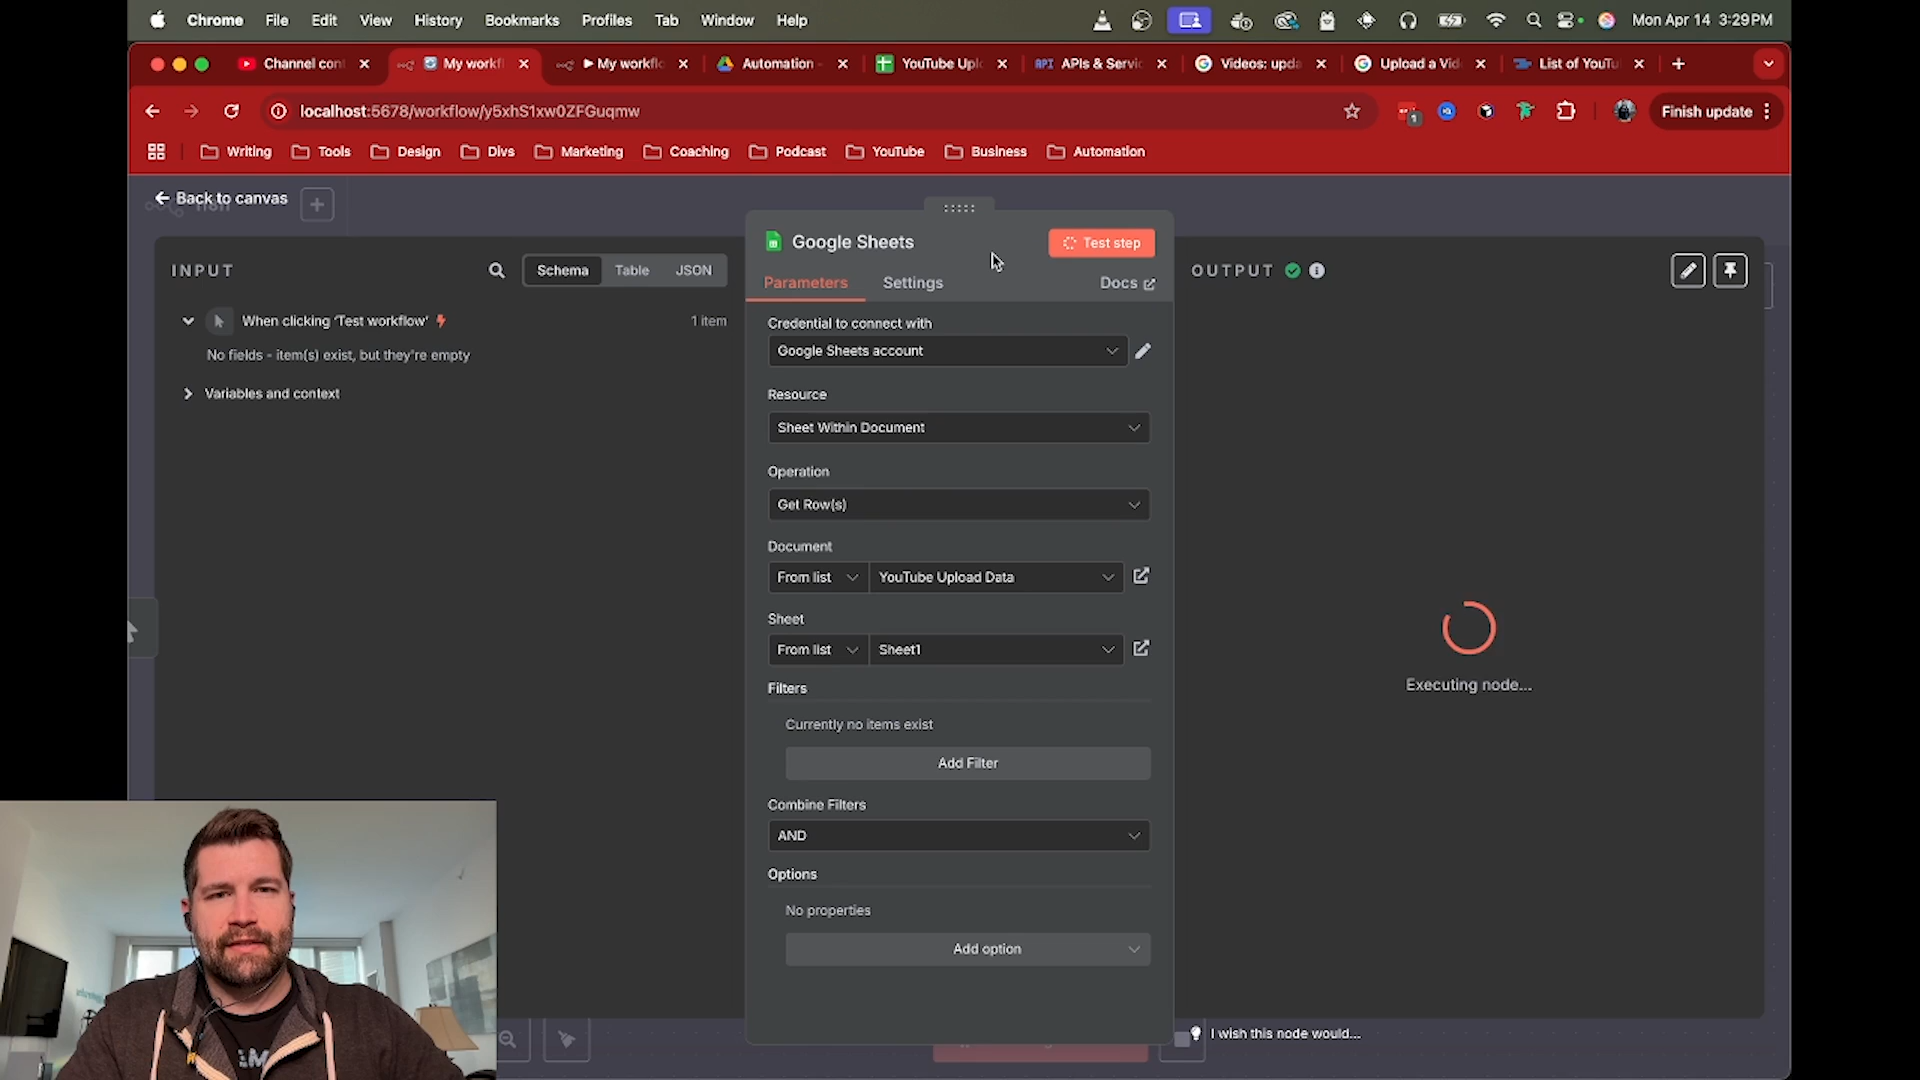 Chrome File Edit View History Bookmarks Profiles Tab Window Help Mon Apr 14 3:29PM
Channel cont My workfl My workflo Automation - YouTube Uplo APIs & Servic Videos: upda Upload a Vid List of YouTu
localhost:5678/workflow/y5xhS1xw0ZFGuqmw 1 Finish update
Writing Tools Design Divs Marketing Coaching Podcast YouTube Business Automation
Back to canvas
Google Sheets Test step
INPUT Schema Table JSON
Parameters Settings Docs
OUTPUT
When clicking ‘Test workflow’ 1 item
No fields - item(s) exist, but they're empty
Variables and context
Credential to connect with
Google Sheets account
Resource
Sheet Within Document
Operation
Get Row(s)
Document
From list YouTube Upload Data
Sheet
From list Sheet1
Filters
Currently no items exist
Add Filter
Combine Filters
AND
Options
No properties
Add option
Executing node...
I wish this node would...